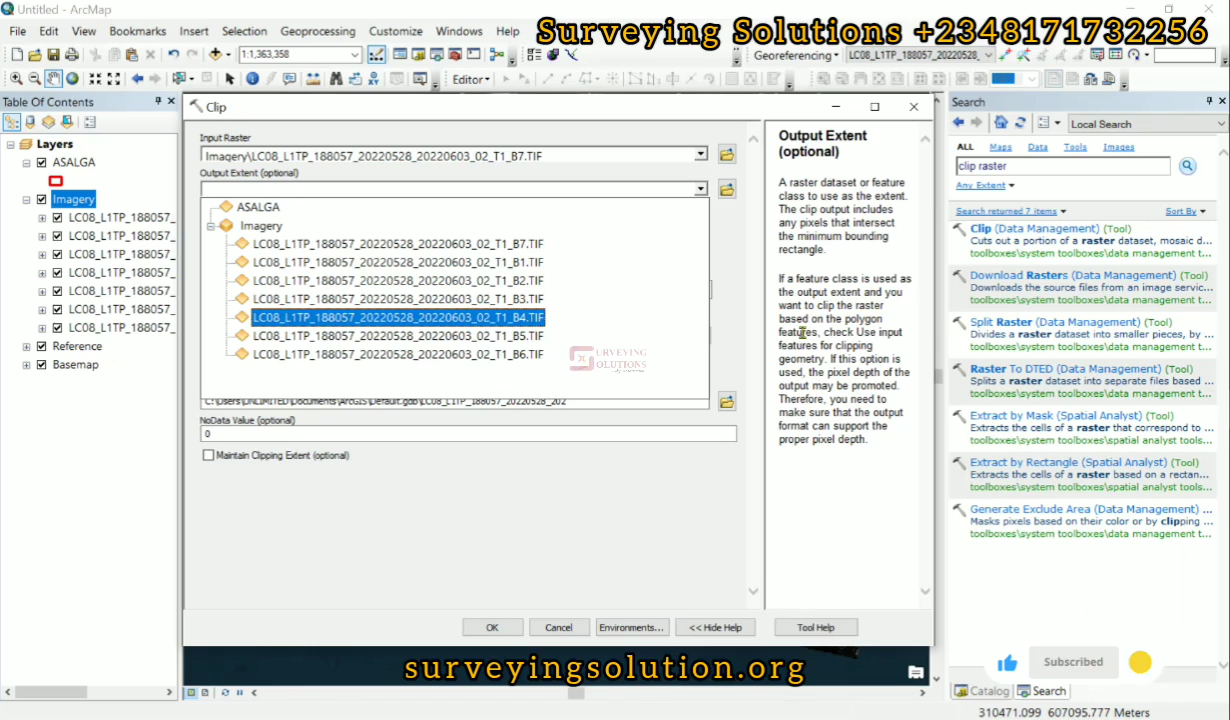 Untitled - ArcMap
Surveying Solutions +2348171732256
File Edit View Bookmarks Insert Selection Geoprocessing Customize Windows Help
1:1,363,358
Georeferencing
LC08_L1TP_188057_20220528_
Editor
Table Of Contents
Layers
ASALGA
Imagery
LC08_L1TP_188057_
LC08_L1TP_188057_
LC08_L1TP_188057_
LC08_L1TP_188057_
LC08_L1TP_188057_
LC08_L1TP_188057_
LC08_L1TP_188057_
Reference
Basemap
Clip
Input Raster
Imagery\LC08_L1TP_188057_20220528_20220603_02_T1_B7.TIF
Output Extent (optional)
ASALGA
Imagery
LC08_L1TP_188057_20220528_20220603_02_T1_B7.TIF
LC08_L1TP_188057_20220528_20220603_02_T1_B1.TIF
LC08_L1TP_188057_20220528_20220603_02_T1_B2.TIF
LC08_L1TP_188057_20220528_20220603_02_T1_B3.TIF
LC08_L1TP_188057_20220528_20220603_02_T1_B4.TIF
LC08_L1TP_188057_20220528_20220603_02_T1_B5.TIF
LC08_L1TP_188057_20220528_20220603_02_T1_B6.TIF
SURVEYING
SOLUTIONS
C:\Users\UNLIMITED\Documents\ArcGIS\Default.gdb\LC08_L1TP_188057_20220528_202
NoData Value (optional)
0
Maintain Clipping Extent (optional)
OK Cancel Environments... << Hide Help Tool Help
Output Extent
(optional)
A raster dataset or feature
class to use as the extent.
The clip output includes
any pixels that intersect
the minimum bounding
rectangle.
If a feature class is used as
the output extent and you
want to clip the raster
based on the polygon
features, check Use input
features for clipping
geometry. If this option is
used, the pixel depth of the
output may be promoted.
Therefore, you need to
make sure that the output
format can support the
proper pixel depth.
Search
Local Search
ALL Maps Data Tools Images
clip raster
Any Extent
Search returned 7 items
Sort By
Clip (Data Management) (Tool)
Cuts out a portion of a raster dataset, mosaic d...
toolboxes\system toolboxes\data management t...
Download Rasters (Data Management) (Tool)
Downloads the source files from an image servic...
toolboxes\system toolboxes\data management t...
Split Raster (Data Management) (Tool)
Divides a raster dataset into smaller pieces, by ...
toolboxes\system toolboxes\data management t...
Raster To DTED (Data Management) (Tool)
Splits a raster dataset into separate files based ...
toolboxes\system toolboxes\data management t...
Extract by Mask (Spatial Analyst) (Tool)
Extracts the cells of a raster that correspond to ...
toolboxes\system toolboxes\spatial analyst tools...
Extract by Rectangle (Spatial Analyst) (Tool)
Extracts the cells of a raster based on a rectan...
toolboxes\system toolboxes\spatial analyst tools...
Generate Exclude Area (Data Management) ...
Masks pixels based on their color or by clipping ...
toolboxes\system toolboxes\data management t...
surveyingsolution.org
Subscribed
Catalog Search
310471.099 607095.777 Meters